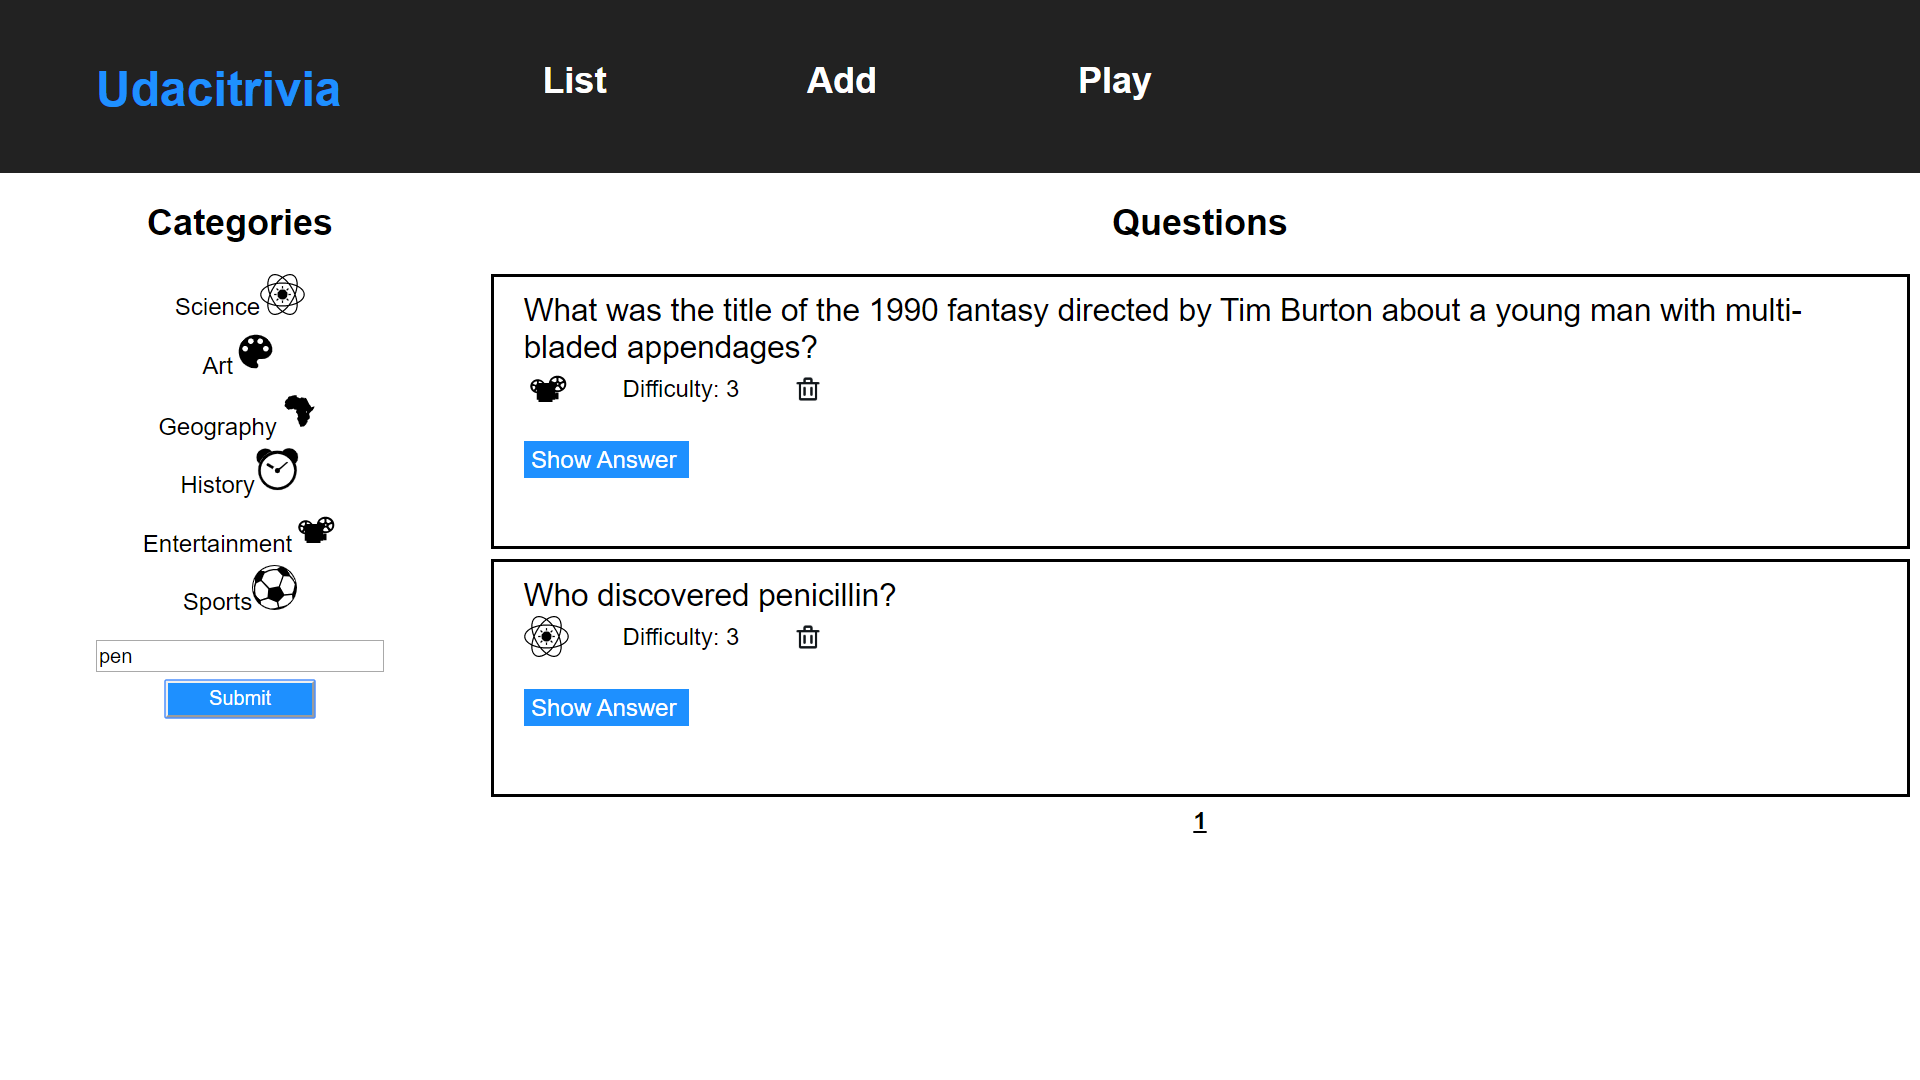 Udacitrivia
List
Add
Play
Categories
Science
Art
Geography
History
Entertainment
Sports
pen
Submit
Questions
What was the title of the 1990 fantasy directed by Tim Burton about a young man with multi-
bladed appendages?
Difficulty: 3
Show Answer
Who discovered penicillin?
Difficulty: 3
Show Answer
1